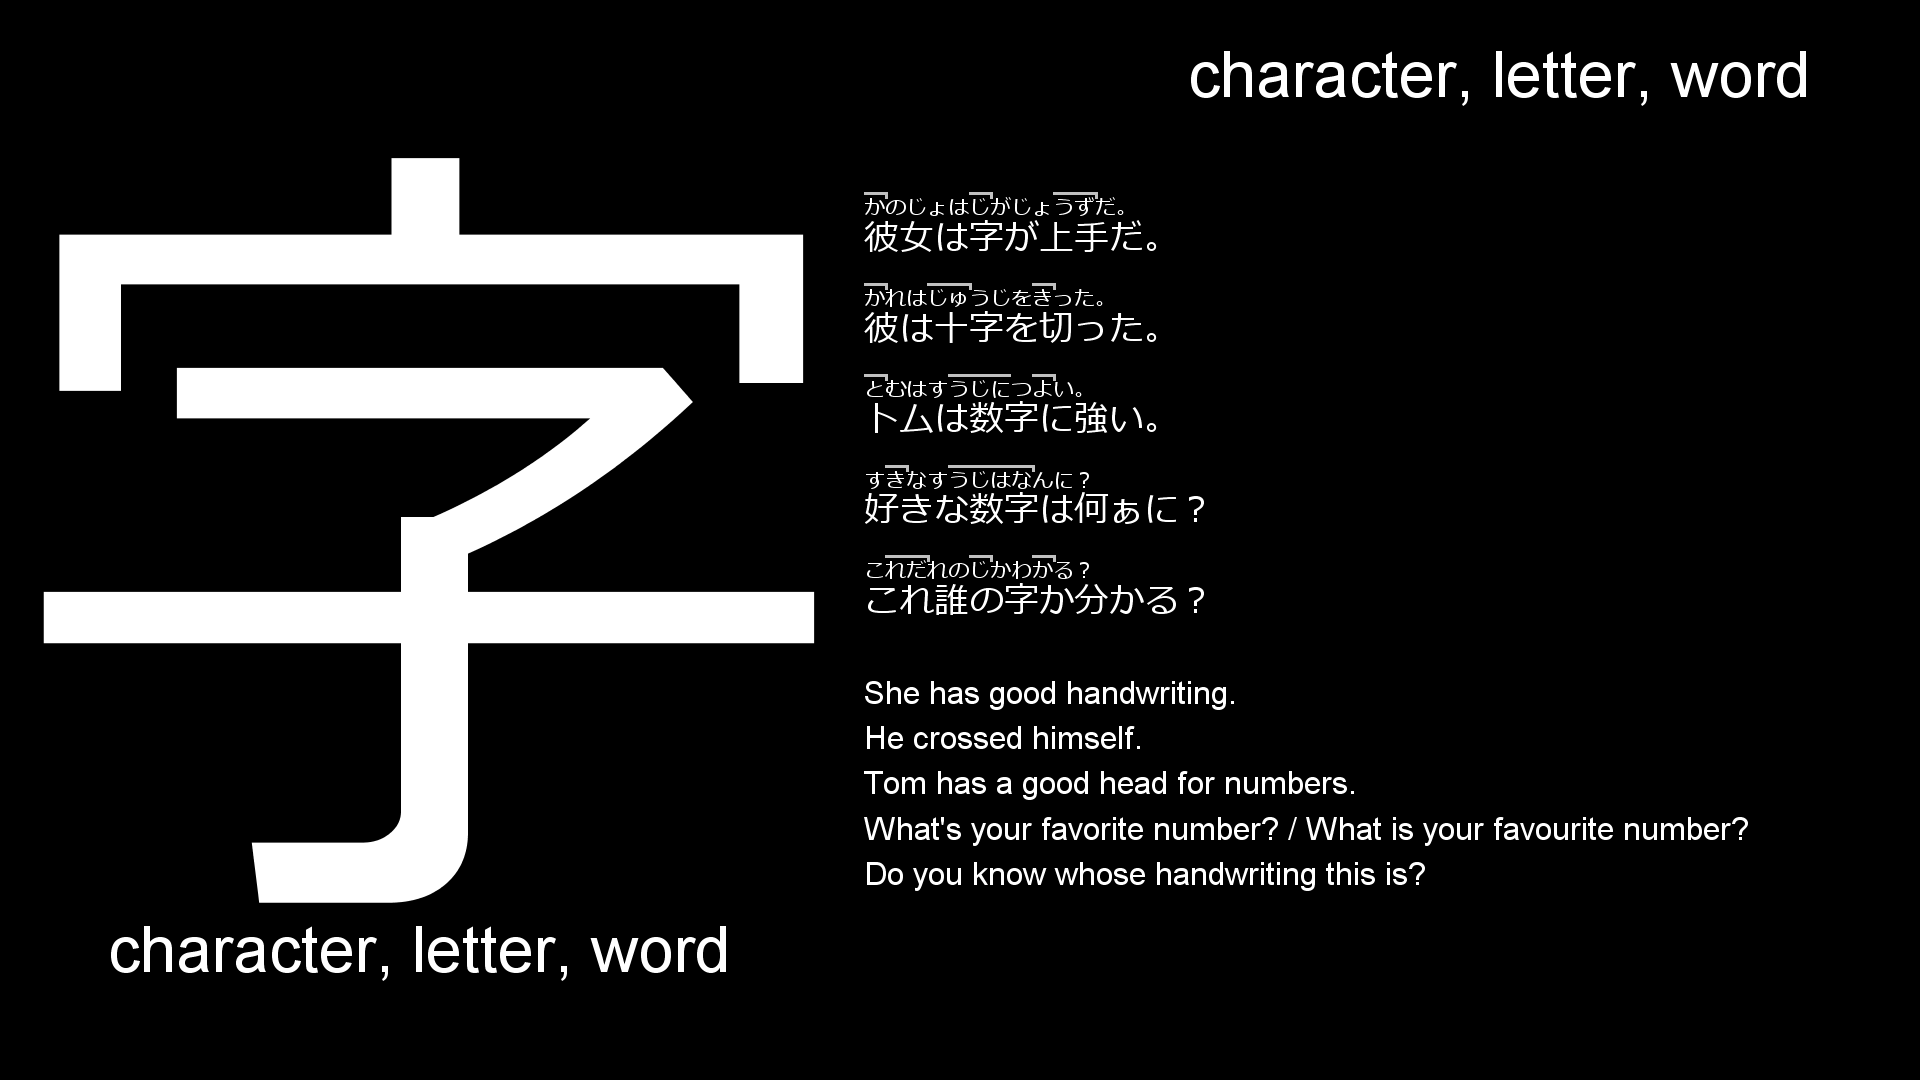 character, letter, word
字
character, letter, word
かのじょはじがじょうずだ。
彼女は字が上手だ。
かれはじゅうじをきった。
彼は十字を切った。
とむはすうじにつよい。
トムは数字に強い。
すきなすうじはなんに？
好きな数字は何ぁに？
これだれのじかわかる？
これ誰の字か分かる？
She has good handwriting.
He crossed himself.
Tom has a good head for numbers.
What's your favorite number? / What is your favourite number?
Do you know whose handwriting this is?